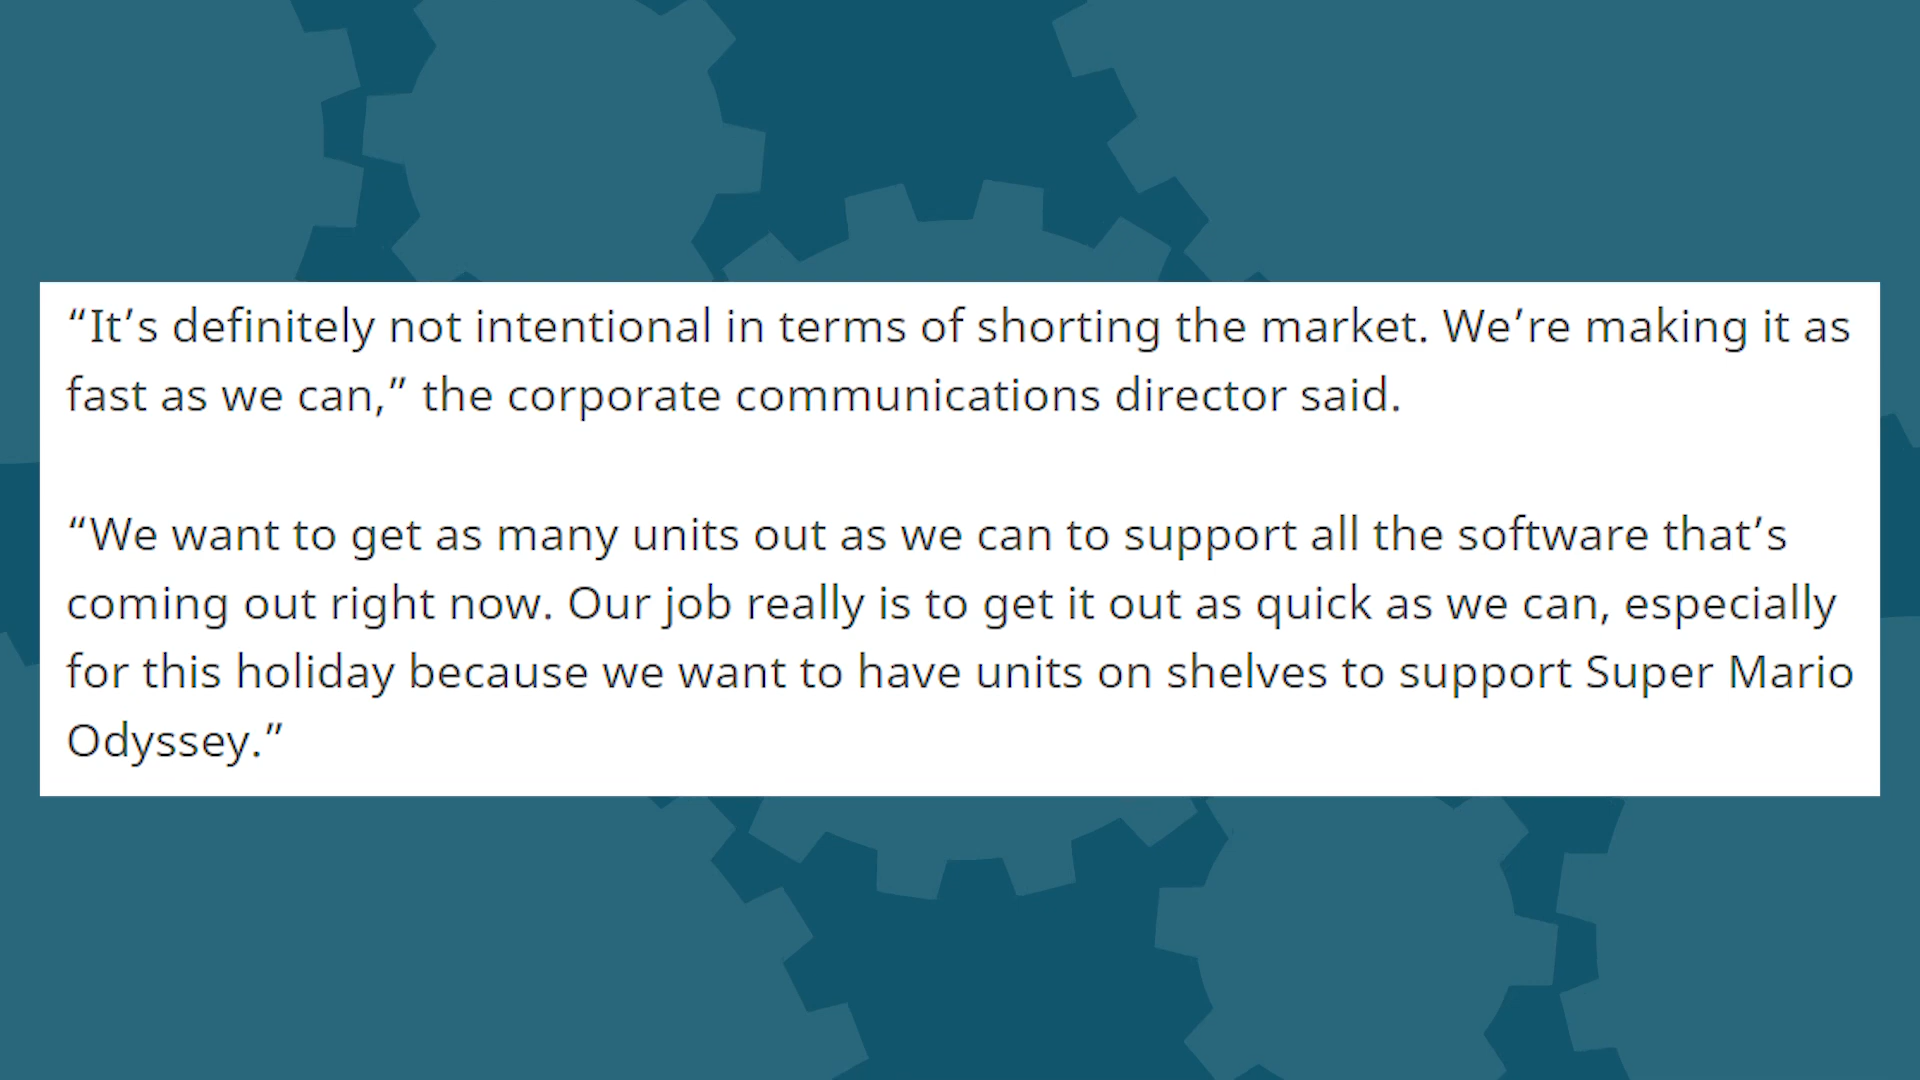 “It’s definitely not intentional in terms of shorting the market. We’re making it as
fast as we can,” the corporate communications director said.
“We want to get as many units out as we can to support all the software that’s
coming out right now. Our job really is to get it out as quick as we can, especially
for this holiday because we want to have units on shelves to support Super Mario
Odyssey.”